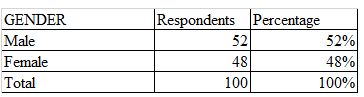 GENDER Respondents Percentage
Male 52 52%
Female 48 48%
Total 100 100%